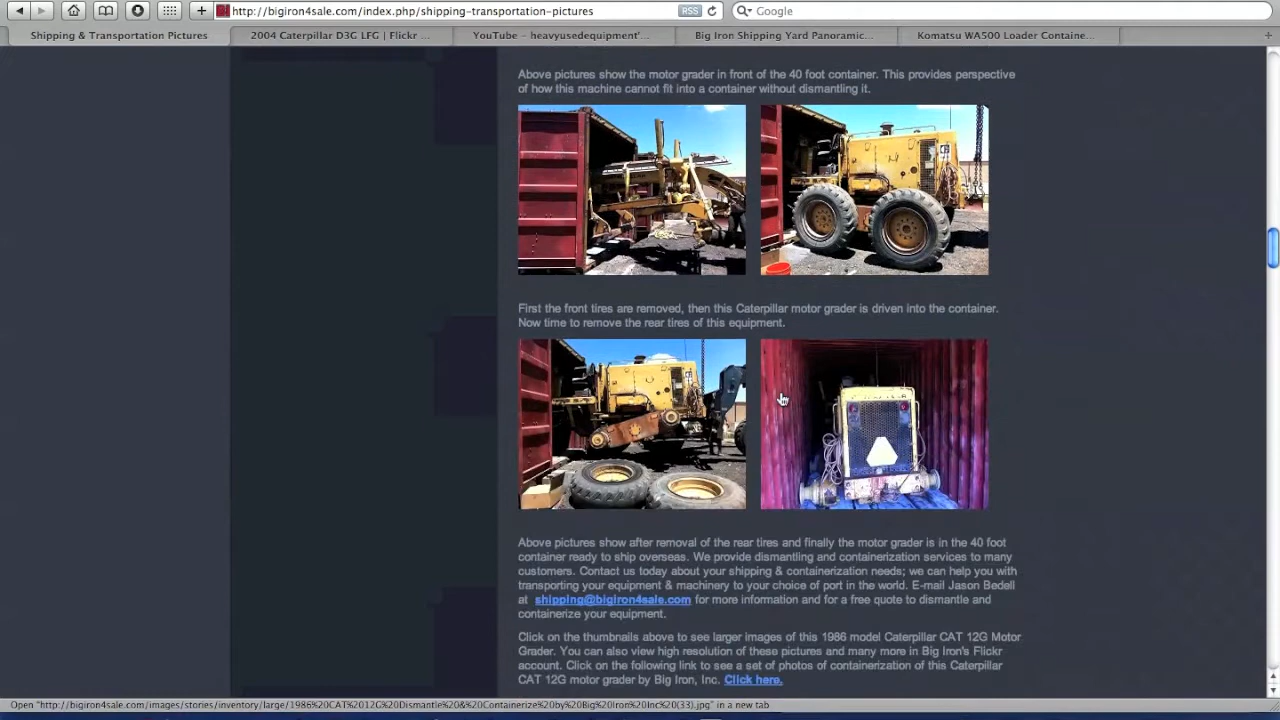 http://bigiron4sale.com/index.php/shipping-transportation-pictures
RSS
Google
Shipping & Transportation Pictures
2004 Caterpillar D3G LFG | Flickr ...
YouTube - heavyusedequipment'...
Big Iron Shipping Yard Panoramic...
Komatsu WA500 Loader Containe...
Above pictures show the motor grader in front of the 40 foot container. This provides perspective
of how this machine cannot fit into a container without dismantling it.
First the front tires are removed, then this Caterpillar motor grader is driven into the container.
Now time to remove the rear tires of this equipment.
Above pictures show after removal of the rear tires and finally the motor grader is in the 40 foot
container ready to ship overseas. We provide dismantling and containerization services to many
customers. Contact us today about your shipping & containerization needs; we can help you with
transporting your equipment & machinery to your choice of port in the world. E-mail Jason Bedell
at shipping@bigiron4sale.com for more information and for a free quote to dismantle and
containerize your equipment.
Click on the thumbnails above to see larger images of this 1986 model Caterpillar CAT 12G Motor
Grader. You can also view high resolution of these pictures and many more in Big Iron's Flickr
account. Click on the following link to see a set of photos of containerization of this Caterpillar
CAT 12G motor grader by Big Iron, Inc. Click here.
Open "http://bigiron4sale.com/images/stories/inventory/large/1986%20CAT%2012G%20Dismantle%20&%20Containerize%20by%20Big%20Iron%20Inc%20(33).jpg" in a new tab